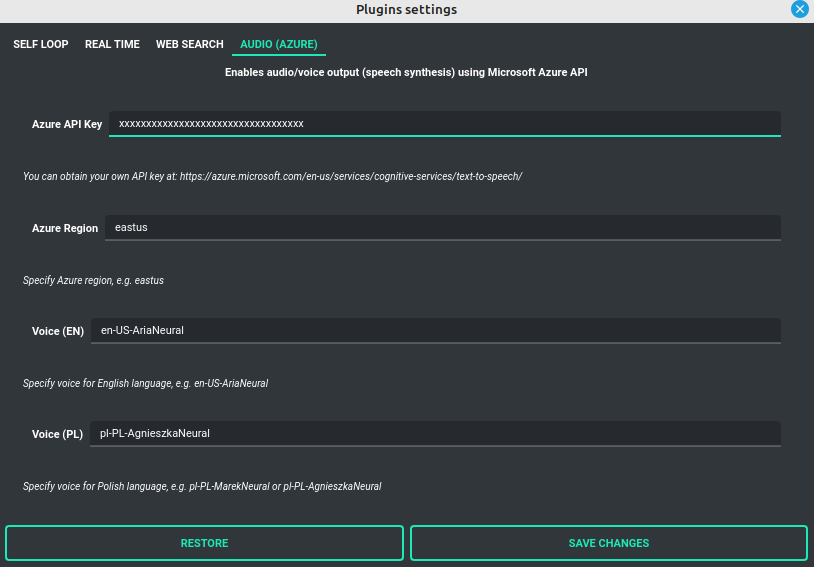 Plugins settings
SELF LOOP REAL TIME WEB SEARCH AUDIO (AZURE)
Enables audio/voice output (speech synthesis) using Microsoft Azure API
Azure API Key xxxxxxxxxxxxxxxxxxxxxxxxxxxxxxxxxx
You can obtain your own API key at: https://azure.microsoft.com/en-us/services/cognitive-services/text-to-speech/
Azure Region eastus
Specify Azure region, e.g. eastus
Voice (EN) en-US-AriaNeural
Specify voice for English language, e.g. en-US-AriaNeural
Voice (PL) pl-PL-AgnieszkaNeural
Specify voice for Polish language, e.g. pl-PL-MarekNeural or pl-PL-AgnieszkaNeural
RESTORE SAVE CHANGES